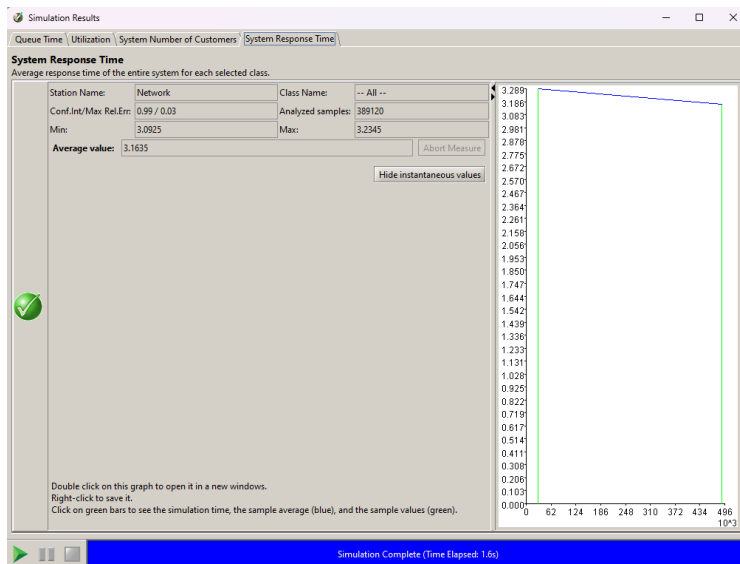 Simulation Results
Queue Time
Utilization
System Number of Customers
System Response Time
System Response Time
Average response time of the entire system for each selected class.
Station Name: Network Class Name: -- All --
Conf.Int/Max Rel.Err: 0.99 / 0.03 Analyzed samples: 389120
Min: 3.0925 Max: 3.2345
Average value: 3.1635 Abort Measure
Hide instantaneous values
Double click on this graph to open it in a new windows.
Right-click to save it.
Click on green bars to see the simulation time, the sample average (blue), and the sample values (green).
3.289
3.186
3.083
2.981
2.878
2.775
2.672
2.570
2.467
2.364
2.261
2.158
2.056
1.953
1.850
1.747
1.644
1.542
1.439
1.336
1.233
1.131
1.028
0.925
0.822
0.719
0.617
0.514
0.411
0.308
0.206
0.103
0.000
0 62 124 186 248 310 372 434 496
10^3
Simulation Complete (Time Elapsed: 1.6s)